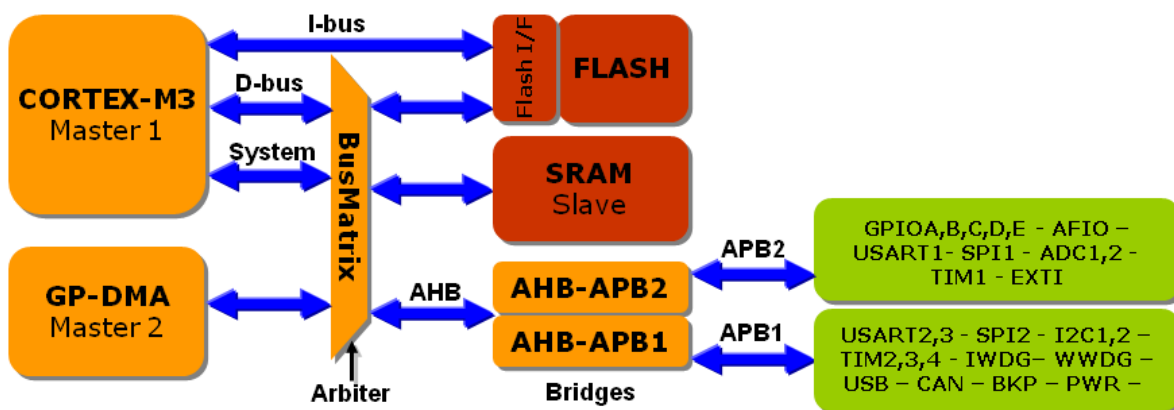 I-bus
CORTEX-M3
Master 1
D-bus
System
BusMatrix
Flash I/F
FLASH
SRAM
Slave
GP-DMA
Master 2
AHB
AHB-APB2
AHB-APB1
Arbiter
Bridges
APB2
GPIOA,B,C,D,E - AFIO –
USART1- SPI1 - ADC1,2 -
TIM1 - EXTI
APB1
USART2,3 - SPI2 - I2C1,2 –
TIM2,3,4 - IWDG– WWDG –
USB – CAN – BKP – PWR –